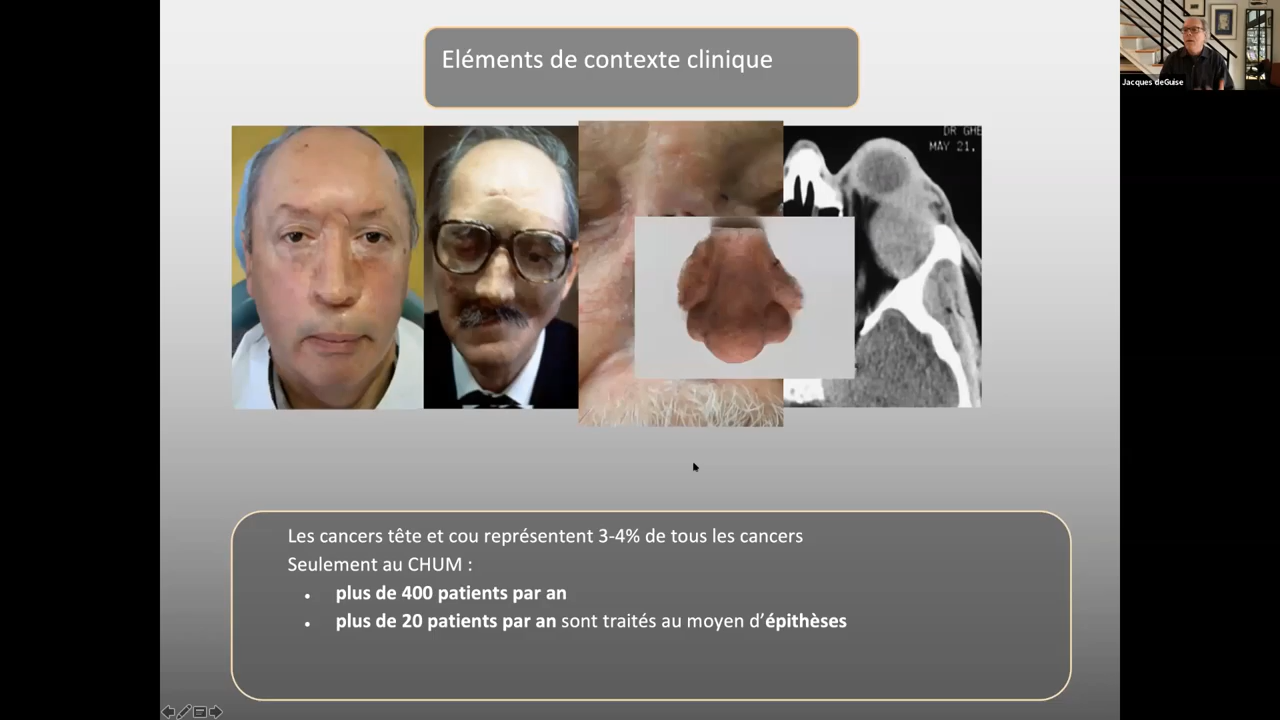 Eléments de contexte clinique
Jacques deGuise
DR GHE
MAY 21.
Les cancers tête et cou représentent 3-4% de tous les cancers
Seulement au CHUM :
• plus de 400 patients par an
• plus de 20 patients par an sont traités au moyen d’épithèses